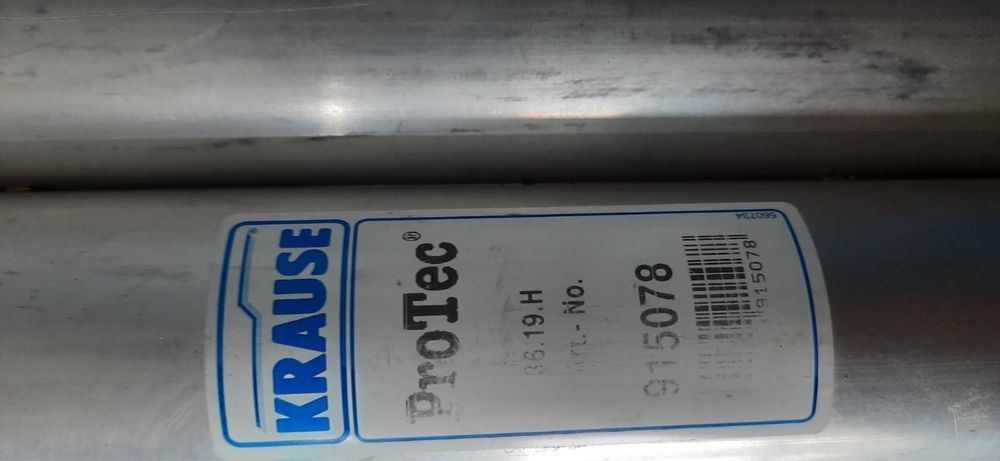 KRAUSE®
ProTec®
36.19.H
Art.- No.
915078
915078
560734